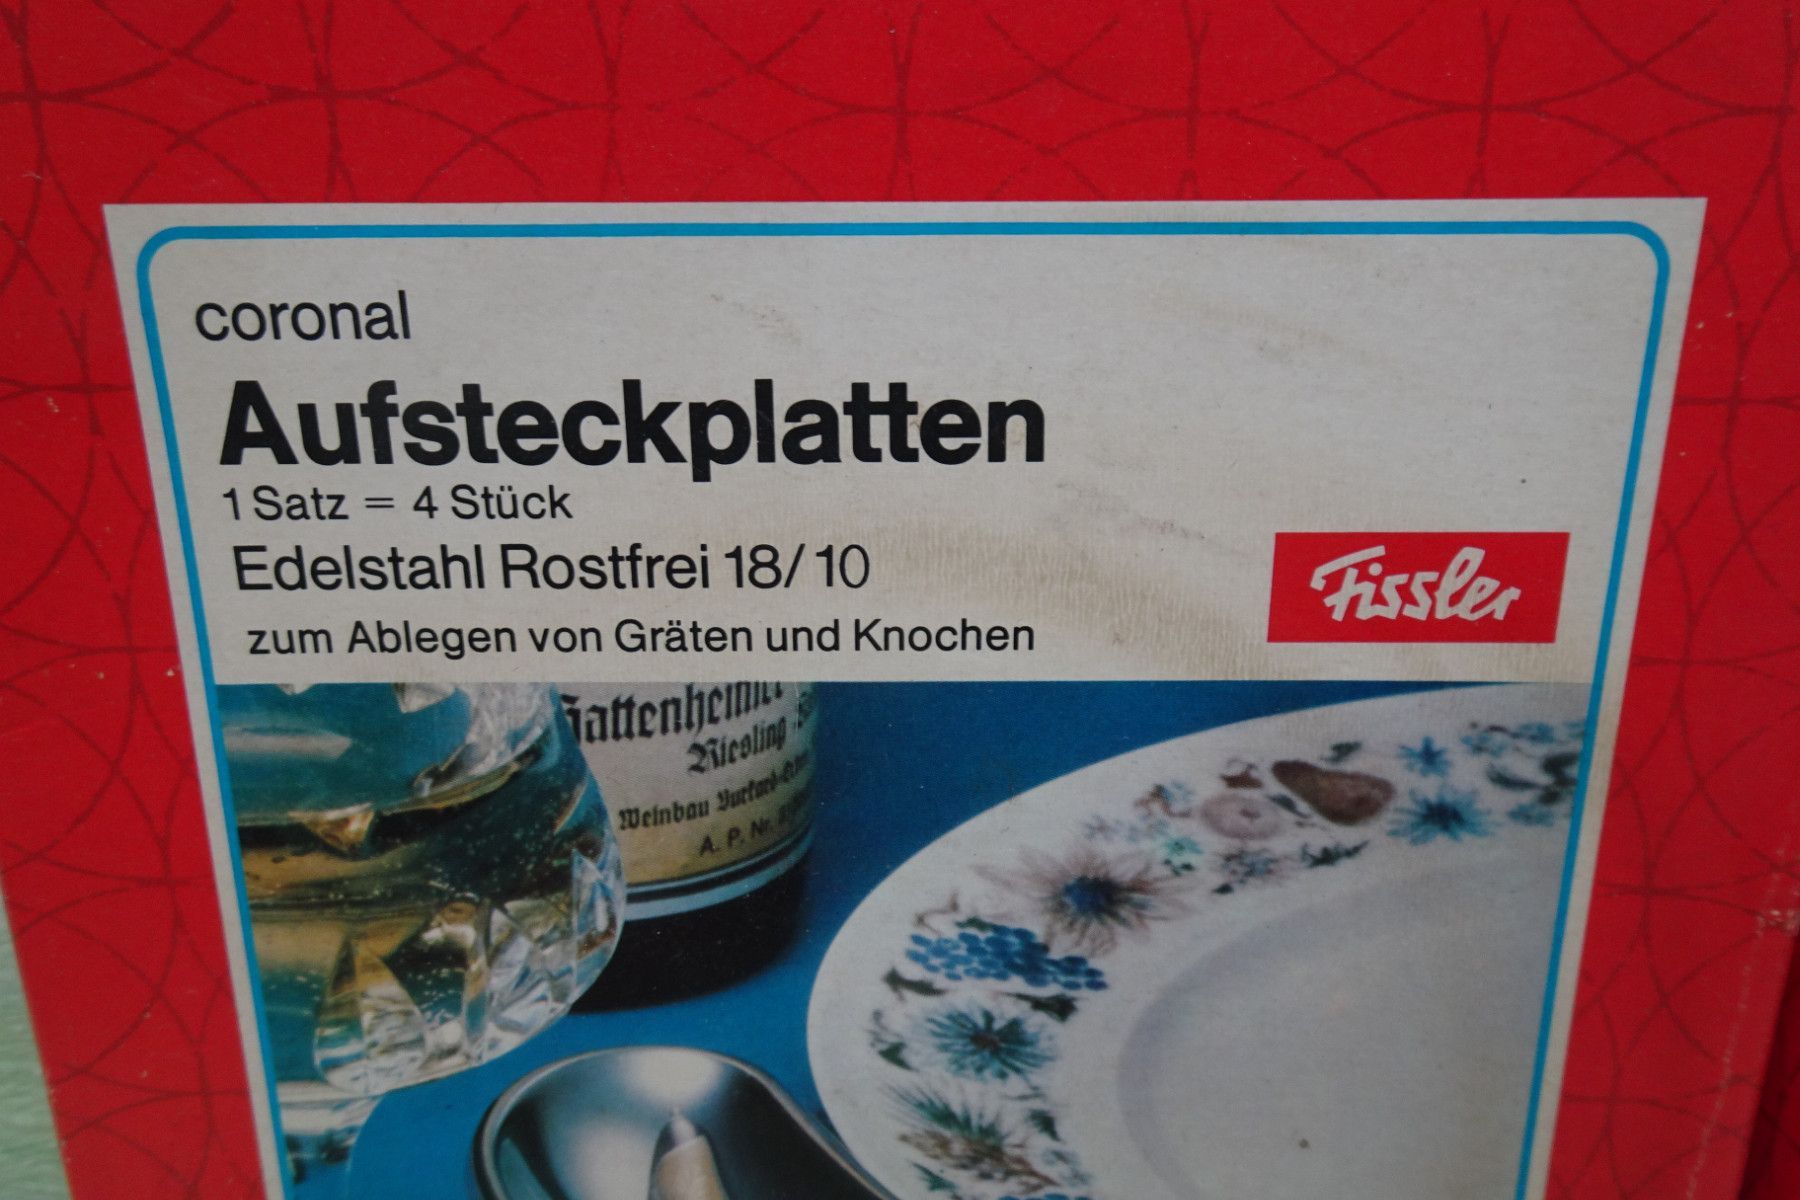 coronal
Aufsteckplatten
1 Satz = 4 Stück
Edelstahl Rostfrei 18/10
zum Ablegen von Gräten und Knochen
Fissler
Riesling
Weinbau
A. P. Nr.